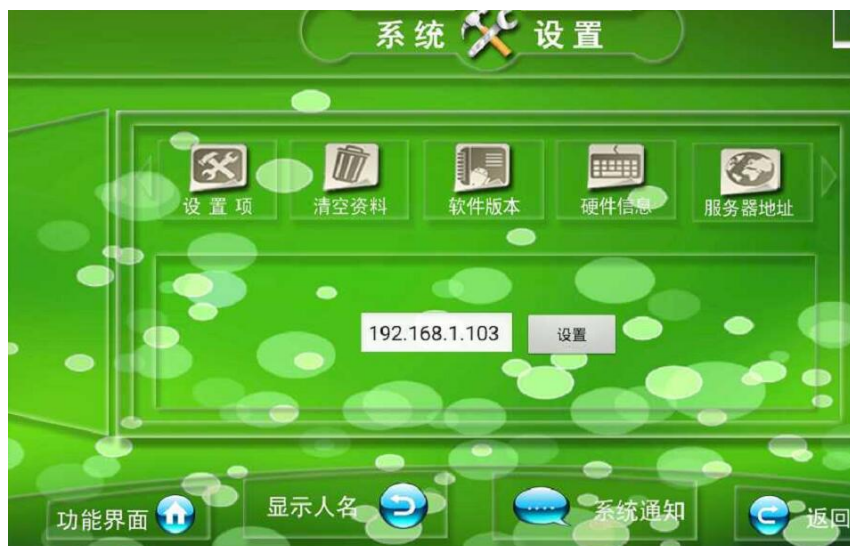 系统 设置
设置项 清空资料 软件版本 硬件信息 服务器地址
192.168.1.103 设置
功能界面 显示人名 系统通知 返回